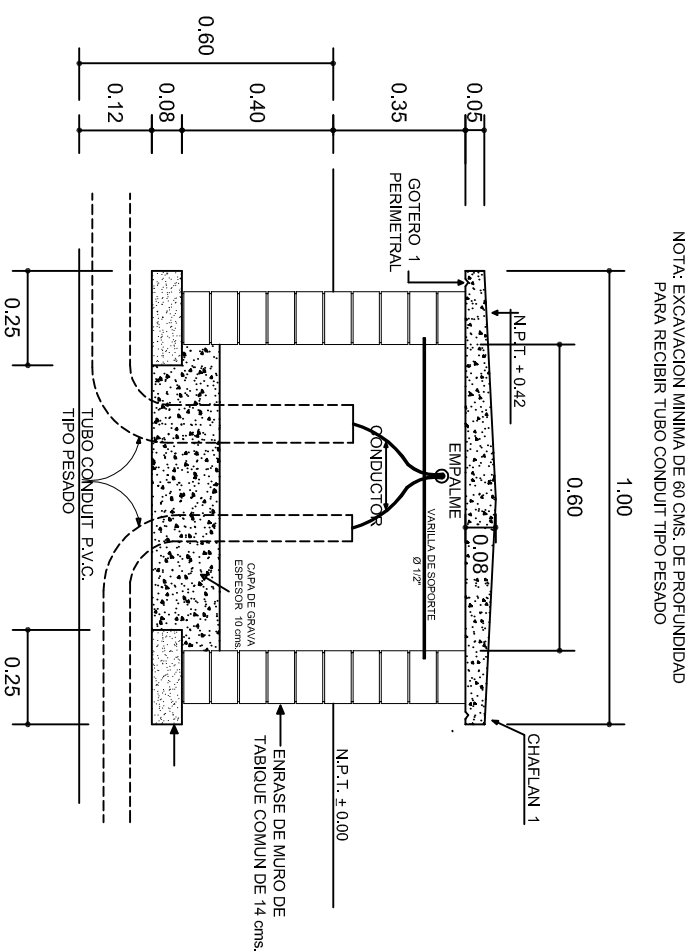 NOTA: EXCAVACION MINIMA DE 60 CMS. DE PROFUNDIDAD
PARA RECIBIR TUBO CONDUIT TIPO PESADO
1.00
0.60
CHAFLAN 1
N.P.T. + 0.42
0.05
0.08
GOTERO 1
PERIMETRAL
EMPALME
VARILLA DE SOPORTE
Ø 1/2"
0.35
CONDUCTOR
N.P.T. ± 0.00
0.60
0.40
ENRASE DE MURO DE
TABIQUE COMUN DE 14 cms.
CAPA DE GRAVA
ESPESOR 10 cms.
0.08
0.12
TUBO CONDUIT P.V.C.
TIPO PESADO
0.25
0.25